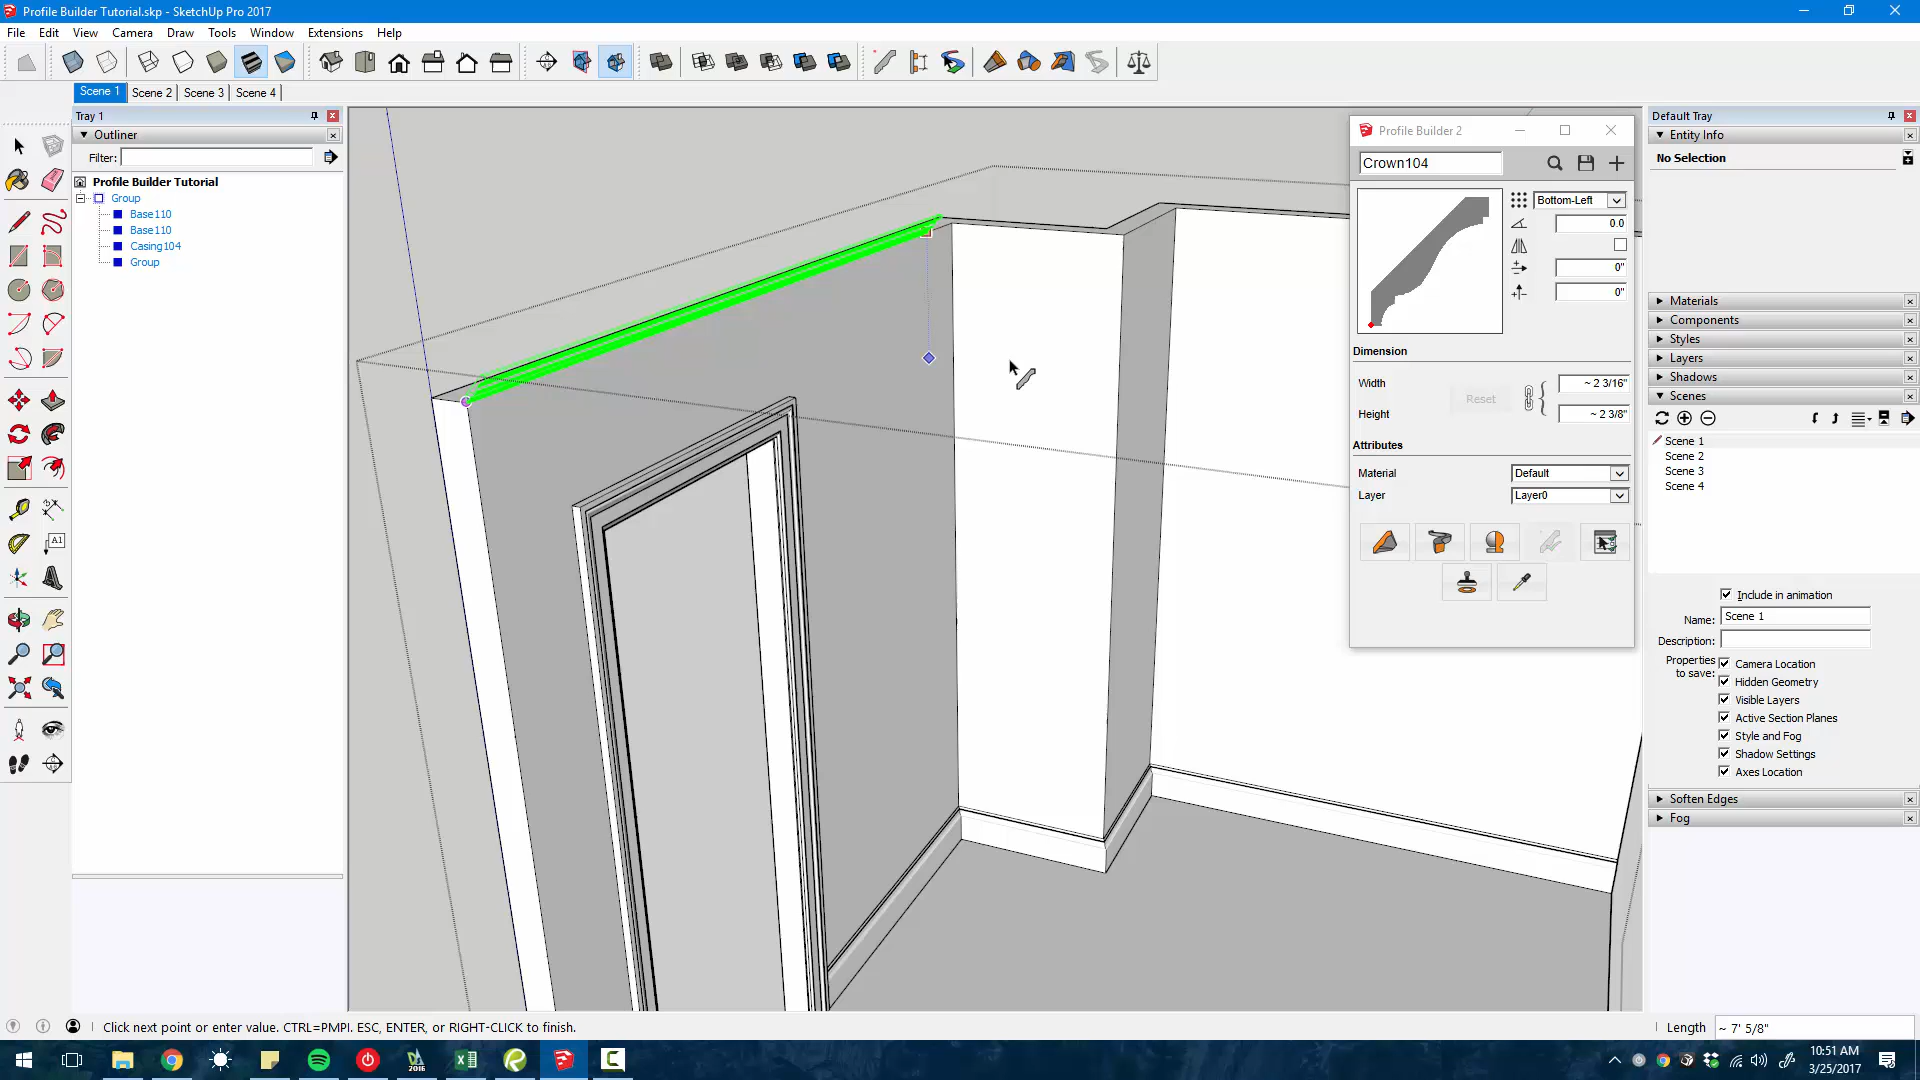 Profile Builder Tutorial.skp - SketchUp Pro 2017
File Edit View Camera Draw Tools Window Extensions Help
Scene 1 Scene 2 Scene 3 Scene 4
Tray 1
Outliner
Filter:
Profile Builder Tutorial
Group
Base110
Base110
Casing104
Group
Profile Builder 2
Crown104
Bottom-Left
0.0
0"
0"
Dimension
Width
~ 2 3/16"
Reset
Height
~ 2 3/8"
Attributes
Material
Default
Layer
Layer0
Default Tray
Entity Info
No Selection
Materials
Components
Styles
Layers
Shadows
Scenes
Scene 1
Scene 2
Scene 3
Scene 4
Include in animation
Name: Scene 1
Description:
Properties to save:
Camera Location
Hidden Geometry
Visible Layers
Active Section Planes
Style and Fog
Shadow Settings
Axes Location
Soften Edges
Fog
A1
Click next point or enter value. CTRL=PMPI. ESC, ENTER, or RIGHT-CLICK to finish.
Length ~ 7' 5/8"
2016
10:51 AM
3/25/2017